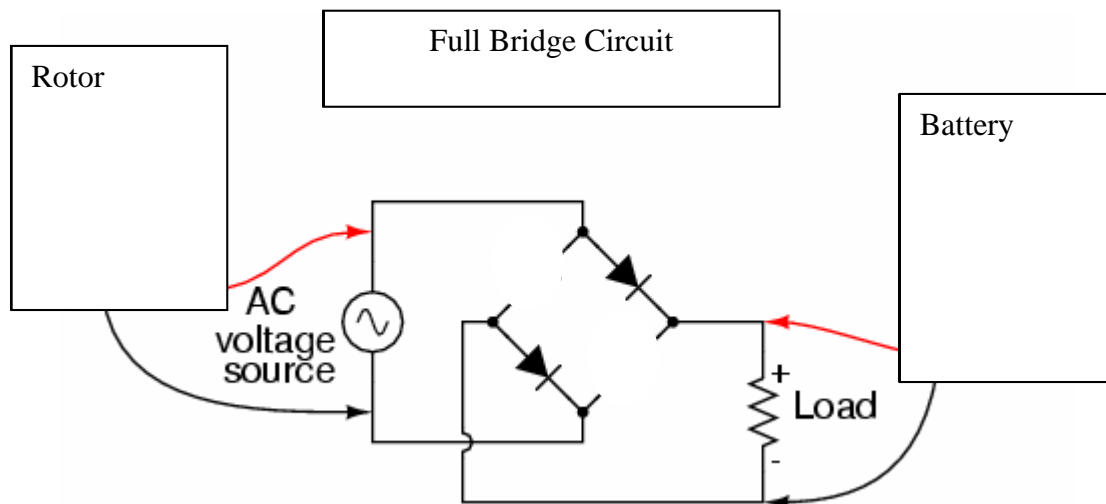 Full Bridge Circuit
Rotor
Battery
AC
voltage
source
+
Load
-